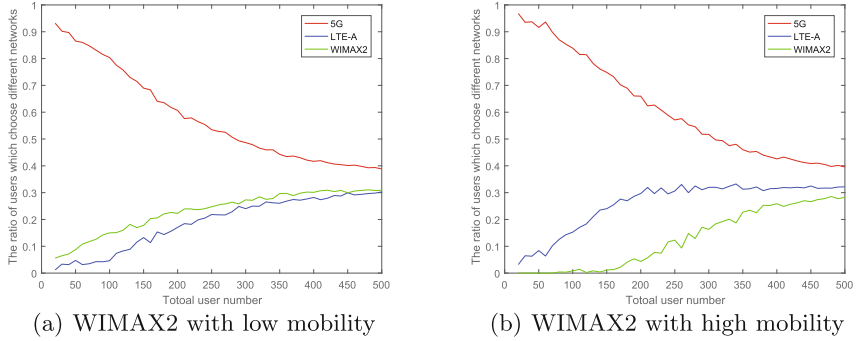 The ratio of users which choose different networks
1
0.9
0.8
0.7
0.6
0.5
0.4
0.3
0.2
0.1
0
5G
LTE-A
WIMAX2
0 50 100 150 200 250 300 350 400 450 500
Totoal user number
(a) WIMAX2 with low mobility
The ratio of users which choose different networks
1
0.9
0.8
0.7
0.6
0.5
0.4
0.3
0.2
0.1
0
5G
LTE-A
WIMAX2
0 50 100 150 200 250 300 350 400 450 500
Totoal user number
(b) WIMAX2 with high mobility